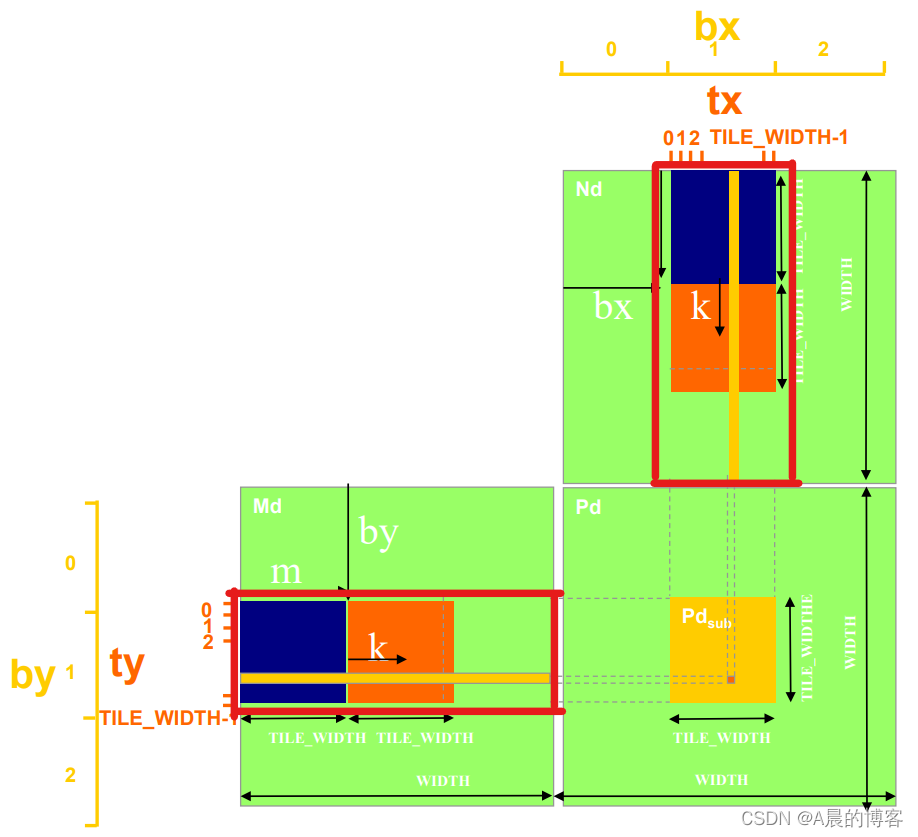 bx
0 1 2
tx
0 1 2 TILE_WIDTH-1
Nd
TILE_WIDTH
WIDTH
bx
k
TILE_WIDTH
Md
Pd
by
m
0
0
1
2
k
Pdsub
TILE_WIDTHE
WIDTH
by
1
ty
TILE_WIDTH-1
TILE_WIDTH
TILE_WIDTH
TILE_WIDTH
2
WIDTH
WIDTH
CSDN @A晨的博客